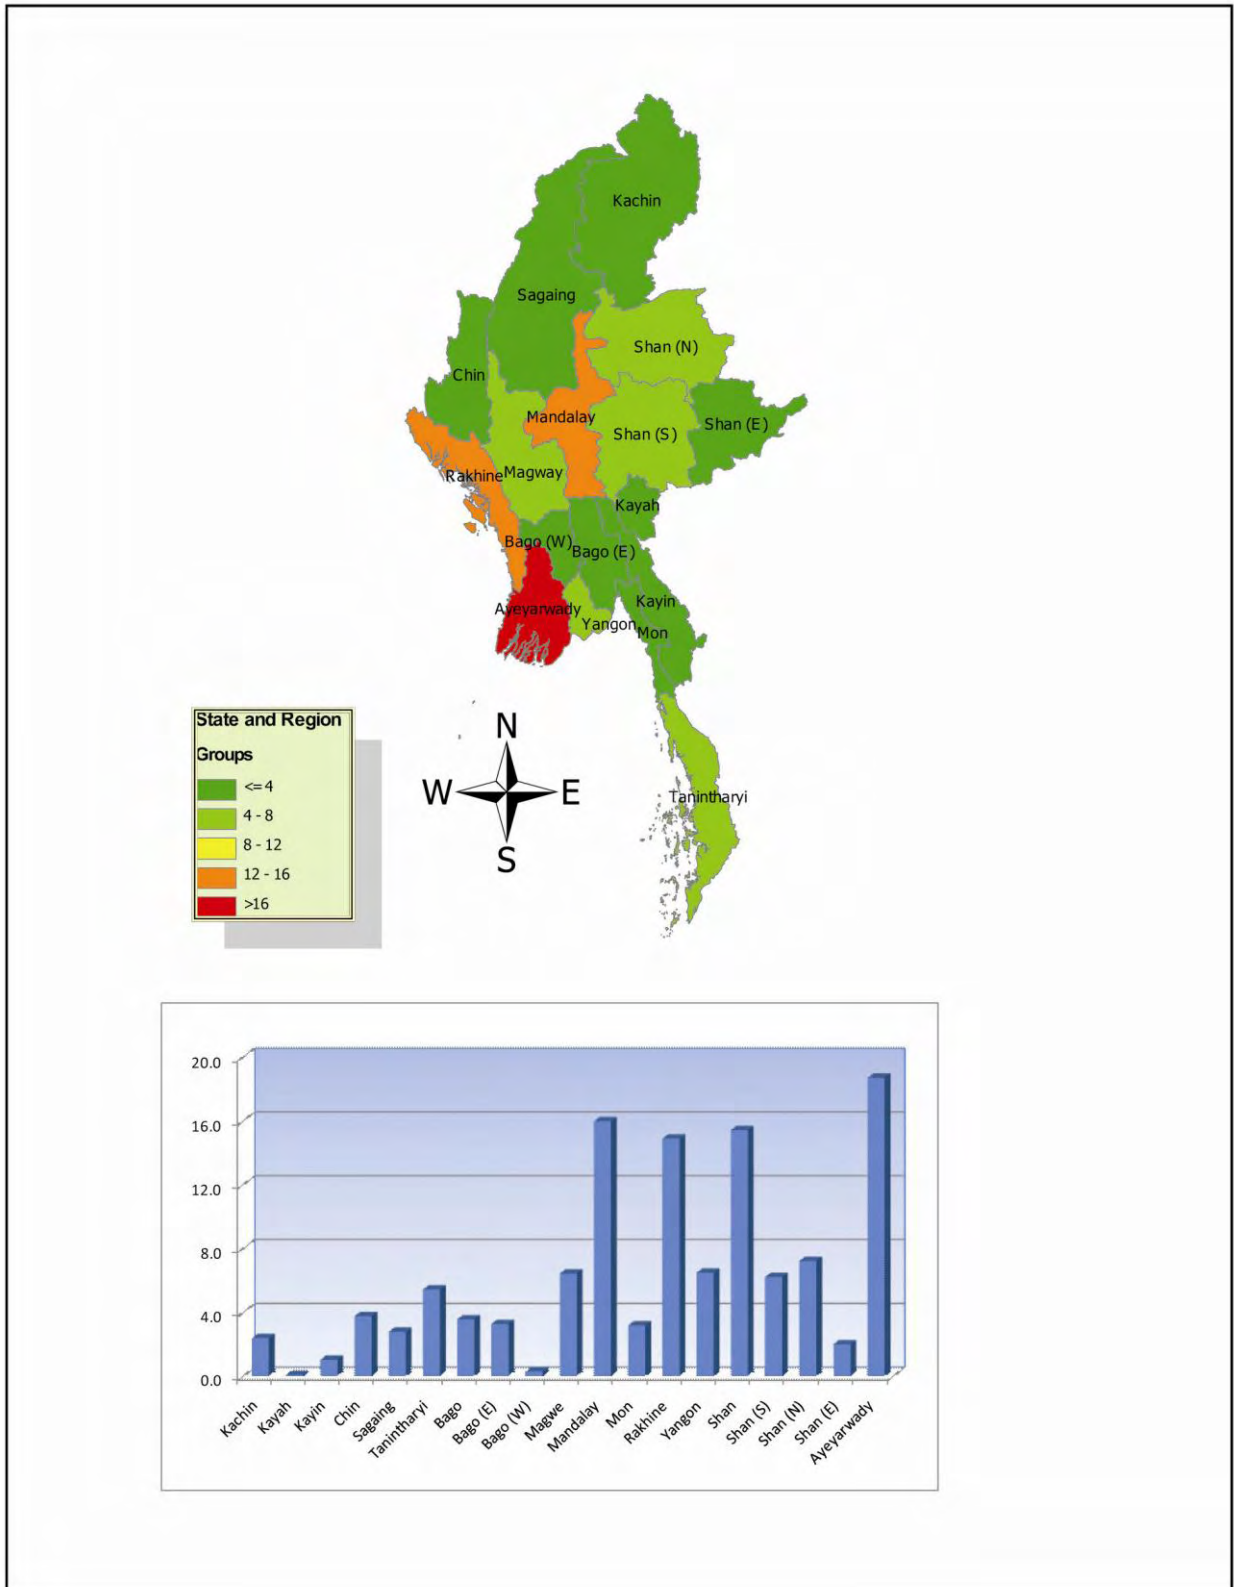 Kachin
Sagaing
Shan (N)
Chin
Mandalay
Shan (E)
Shan (S)
Rakhine
Magway
Kayah
Bago (W)
Bago (E)
Ayeyarwady
Kayin
Yangon
Mon
Tanintharyi
State and Region
Groups
<= 4
4 - 8
8 - 12
12 - 16
>16
N
W
E
S
20.0
16.0
12.0
8.0
4.0
0.0
Kachin
Kayah
Kayin
Chin
Sagaing
Tanintharyi
Bago
Bago (E)
Bago (W)
Magwe
Mandalay
Mon
Rakhine
Yangon
Shan
Shan (S)
Shan (N)
Shan (E)
Ayeyarwady